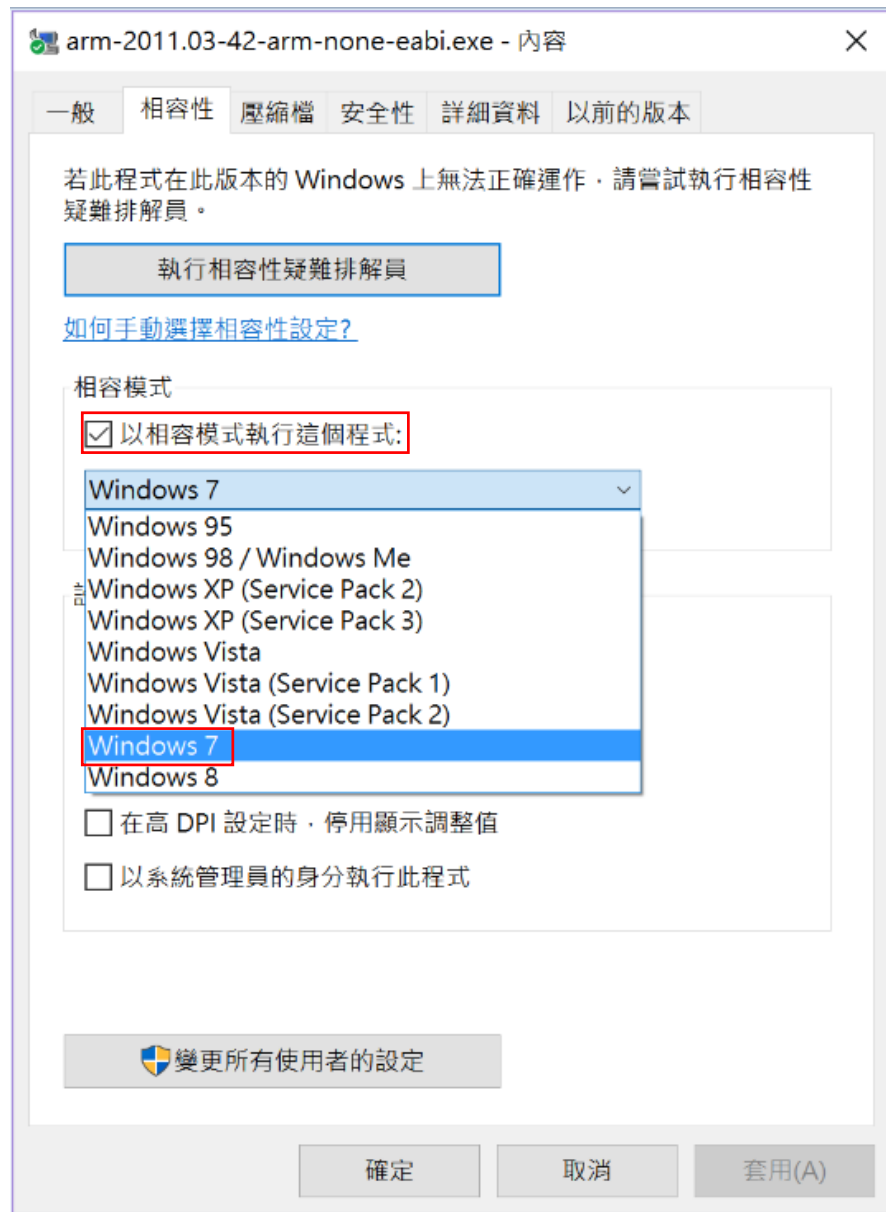 arm-2011.03-42-arm-none-eabi.exe - 內容
一般 相容性 壓縮檔 安全性 詳細資料 以前的版本
若此程式在此版本的 Windows 上無法正確運作，請嘗試執行相容性
疑難排解員。
執行相容性疑難排解員
如何手動選擇相容性設定?
相容模式
以相容模式執行這個程式:
Windows 7
Windows 95
Windows 98 / Windows Me
Windows XP (Service Pack 2)
Windows XP (Service Pack 3)
Windows Vista
Windows Vista (Service Pack 1)
Windows Vista (Service Pack 2)
Windows 7
Windows 8
在高 DPI 設定時，停用顯示調整值
以系統管理員的身分執行此程式
變更所有使用者的設定
確定 取消 套用(A)